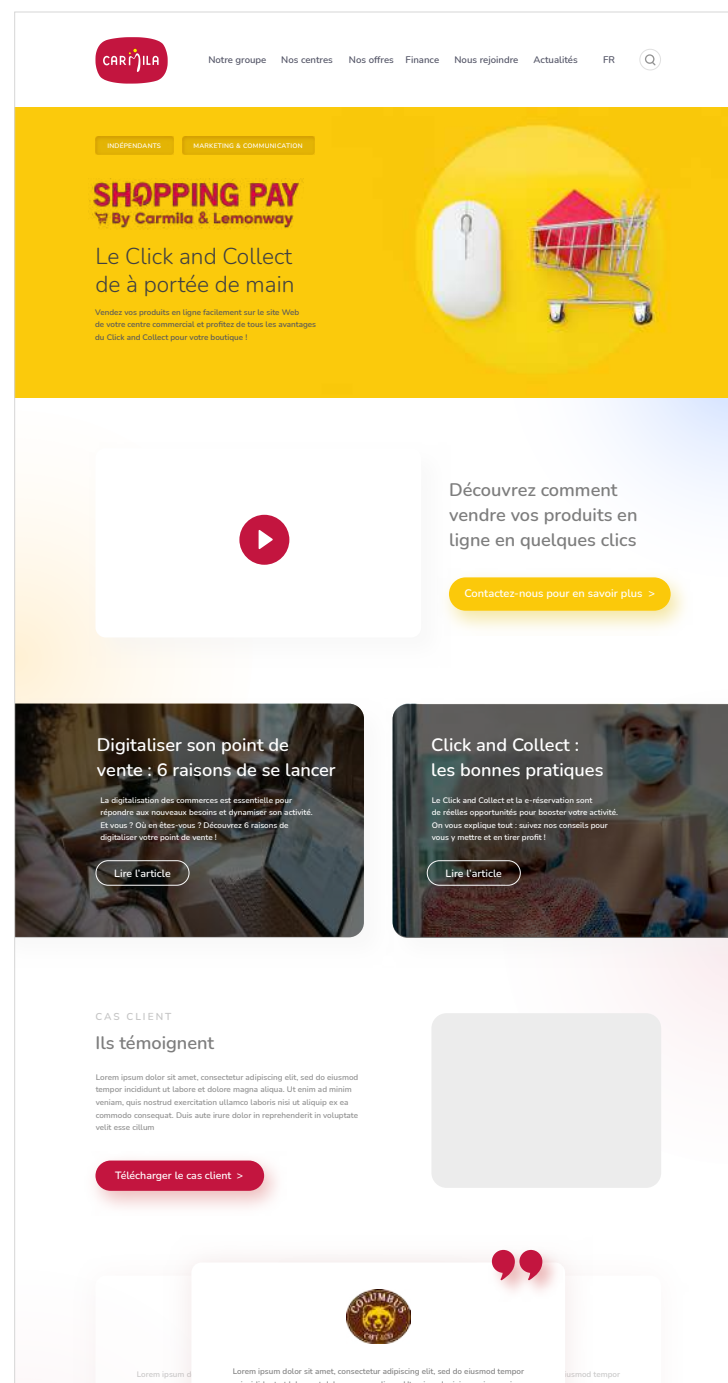 CARMILA
Notre groupe
Nos centres
Nos offres
Finance
Nous rejoindre
Actualités
FR
INDÉPENDANTS
MARKETING & COMMUNICATION
SHOPPING PAY
By Carmila & Lemonway
Le Click and Collect
de à portée de main
Vendez vos produits en ligne facilement sur le site Web
de votre centre commercial et profitez de tous les avantages
du Click and Collect pour votre boutique !
Découvrez comment
vendre vos produits en
ligne en quelques clics
Contactez-nous pour en savoir plus >
Digitaliser son point de
vente : 6 raisons de se lancer
La digitalisation des commerces est essentielle pour
répondre aux nouveaux besoins et dynamiser son activité.
Et vous ? Où en êtes-vous ? Découvrez 6 raisons de
digitaliser votre point de vente !
Lire l'article
Click and Collect :
les bonnes pratiques
Le Click and Collect et la e-réservation sont
de réelles opportunités pour booster votre activité.
On vous explique tout : suivez nos conseils pour
vous y mettre et en tirer profit !
Lire l'article
CAS CLIENT
Ils témoignent
Lorem ipsum dolor sit amet, consectetur adipiscing elit, sed do eiusmod
tempor incididunt ut labore et dolore magna aliqua. Ut enim ad minim
veniam, quis nostrud exercitation ullamco laboris nisi ut aliquip ex ea
commodo consequat. Duis aute irure dolor in reprehenderit in voluptate
velit esse cillum
Télécharger le cas client >
COLUMBUS
CAFÉ & CO
Lorem ipsum d
Lorem ipsum dolor sit amet, consectetur adipiscing elit, sed do eiusmod tempor
usmod tempor